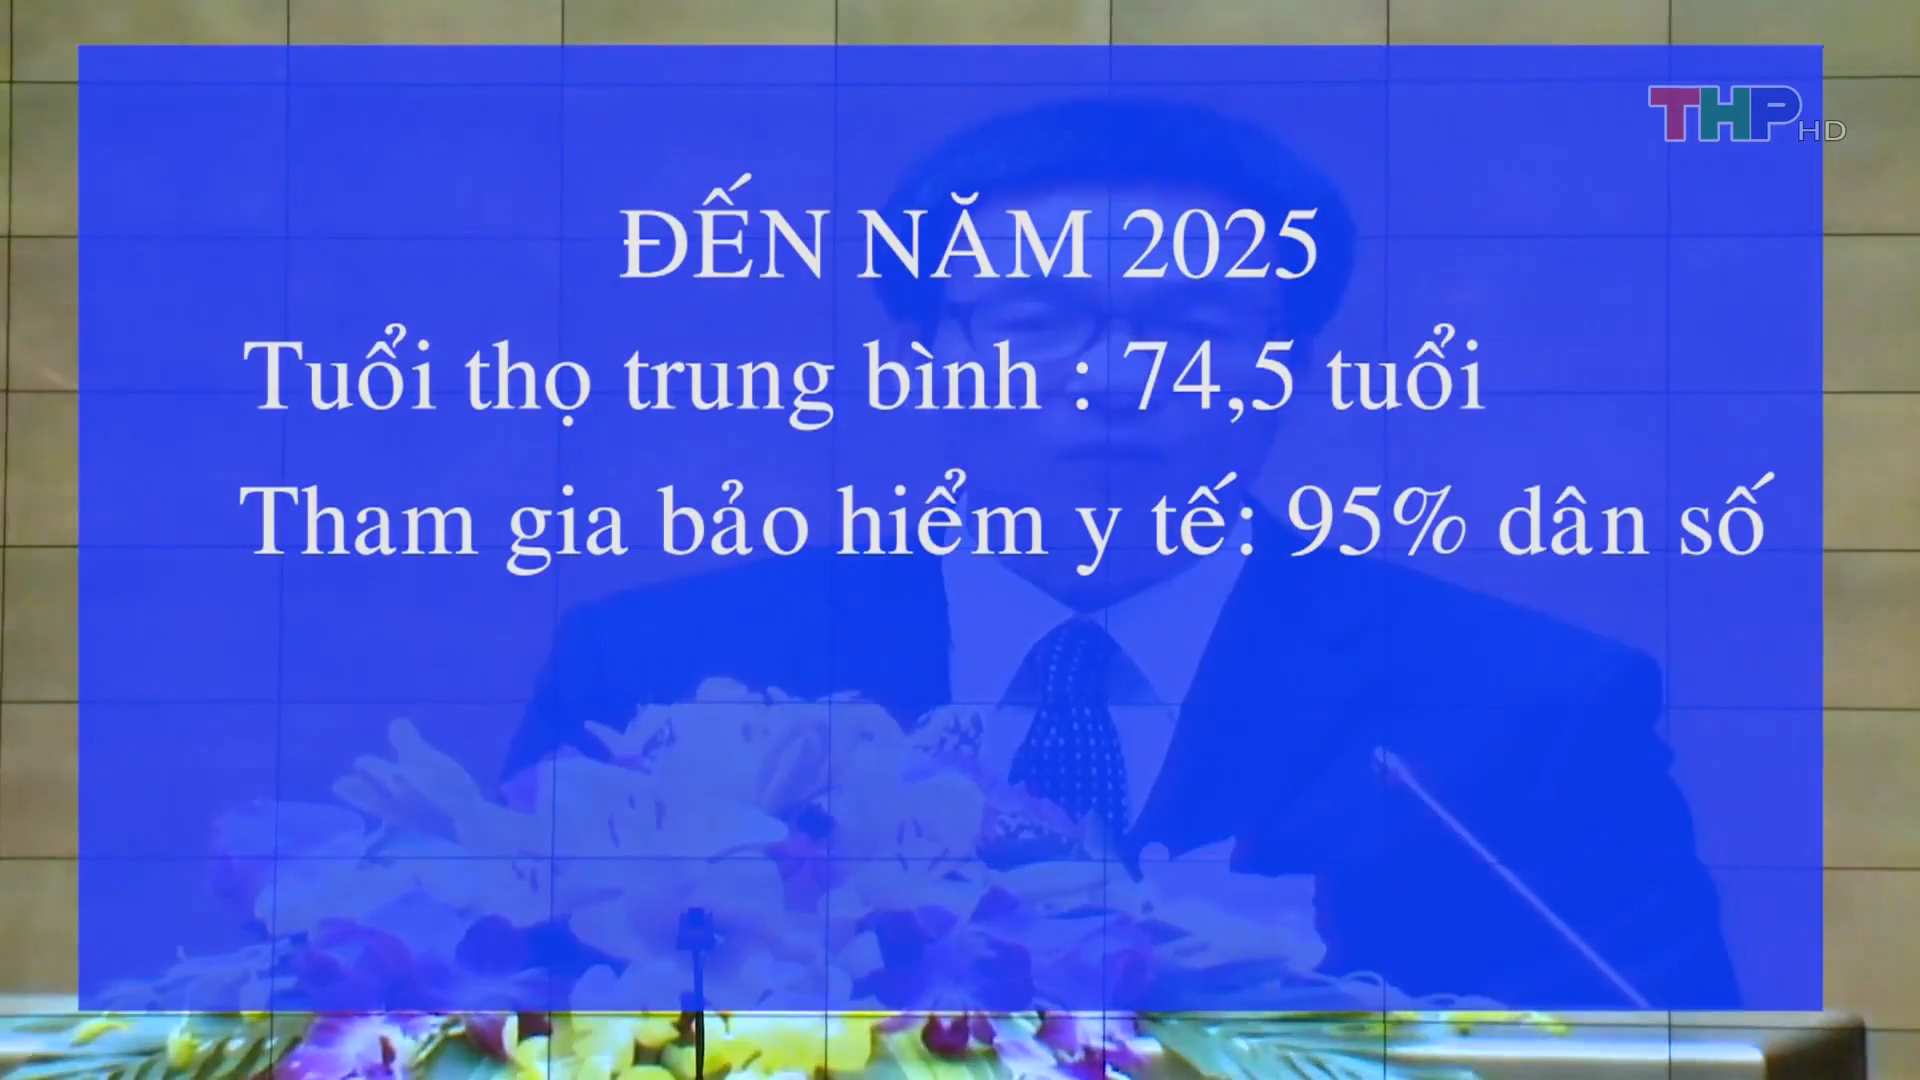 THP HD
ĐẾN NĂM 2025
Tuổi thọ trung bình : 74,5 tuổi
Tham gia bảo hiểm y tế: 95% dân số